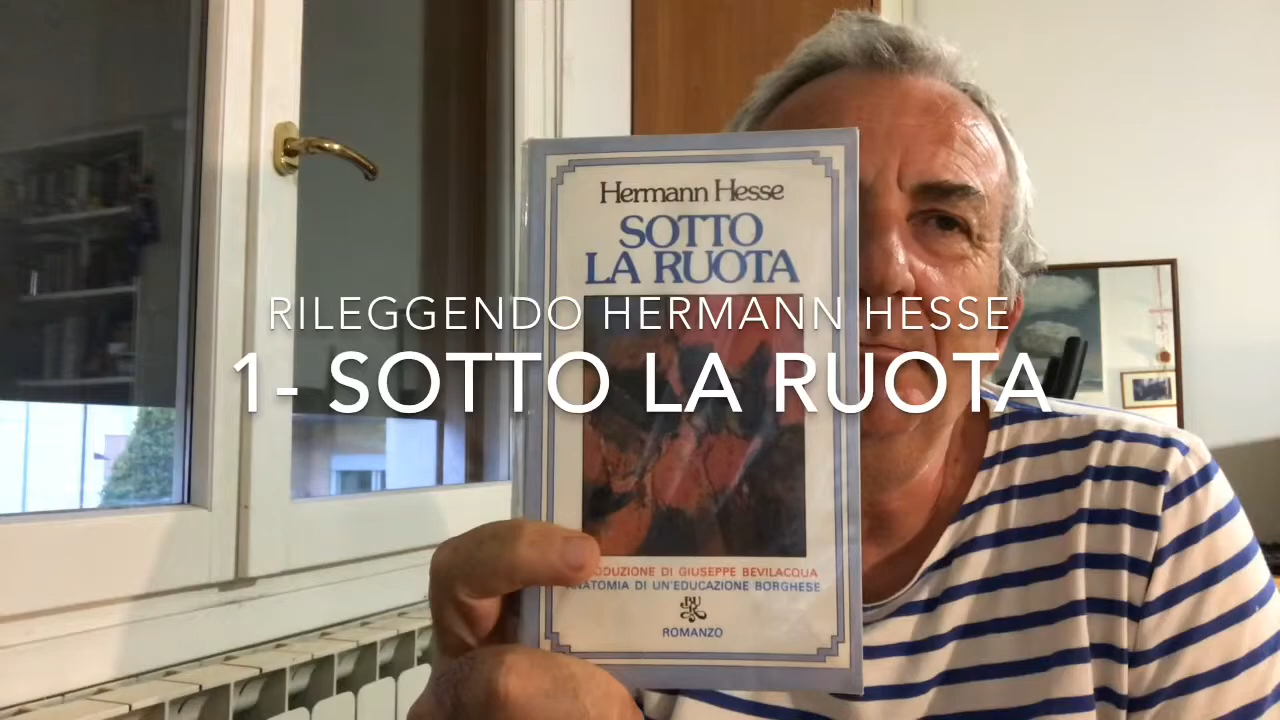 Hermann Hesse
SOTTO
LA RUOTA
RILEGGENDO HERMANN HESSE
1- SOTTO LA RUOTA
DI GIUSEPPE BEVILACQUA
DI UN'EDUCAZIONE BORGHESE
BUR
ROMANZO